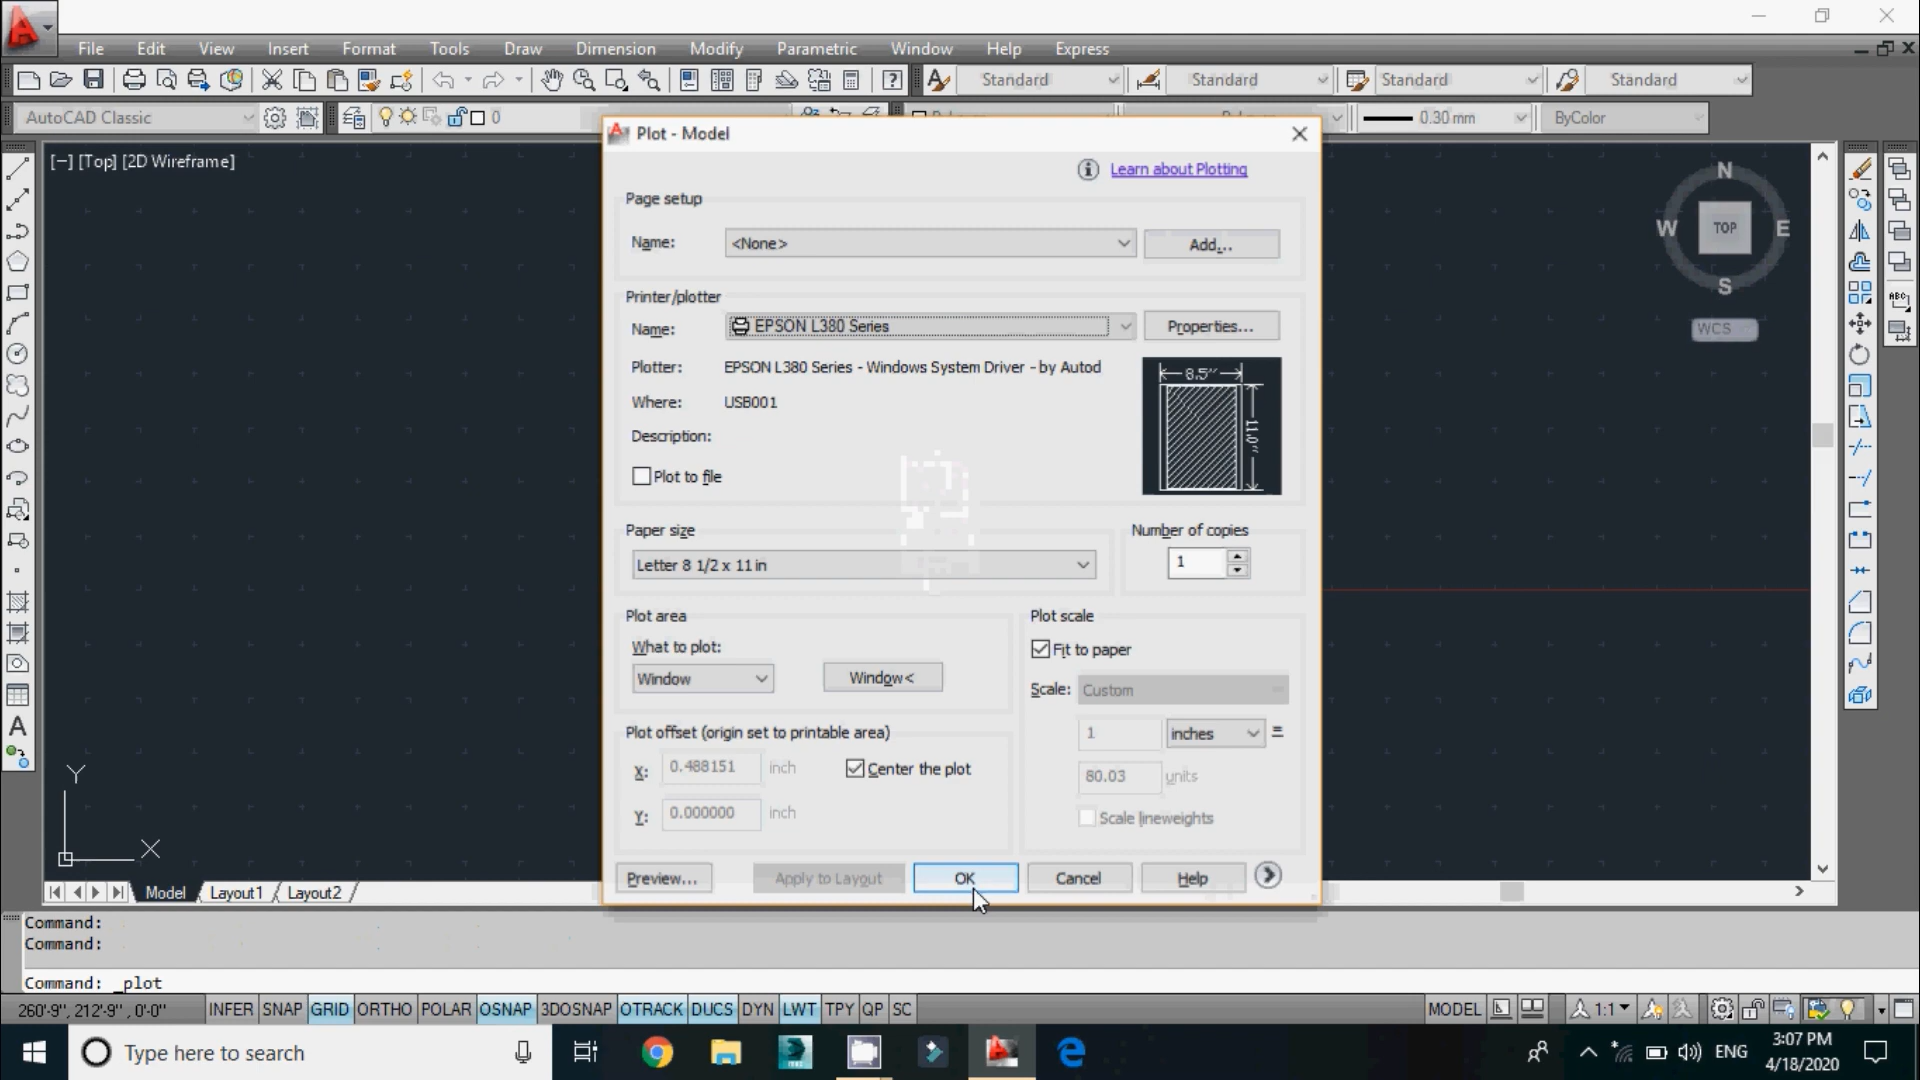 File Edit View Insert Format Tools Draw Dimension Modify Parametric Window Help Express
Standard Standard Standard Standard
AutoCAD Classic 0 0.30 mm ByColor
[−] [Top] [2D Wireframe]
Plot - Model
Learn about Plotting
Page setup
Name: <None> Add...
Printer/plotter
Name: EPSON L380 Series Properties...
Plotter: EPSON L380 Series - Windows System Driver - by Autod
Where: USB001
Description:
Plot to file
8.5''
11.0''
Paper size
Letter 8 1/2 x 11 in
Number of copies
1
Plot area
What to plot:
Window Window<
Plot scale
Fit to paper
Scale: Custom
1 inches =
80.03 units
Scale lineweights
Plot offset (origin set to printable area)
X: 0.488151 inch Center the plot
Y: 0.000000 inch
Preview... Apply to Layout OK Cancel Help
N
W TOP E
S
WCS
ABC
A
Y
X
Model Layout1 Layout2
Command:
Command:
Command: _plot
260'-9", 212'-9" , 0'-0" INFER SNAP GRID ORTHO POLAR OSNAP 3DOSNAP OTRACK DUCS DYN LWT TPY QP SC MODEL 1:1
Type here to search ENG 3:07 PM
4/18/2020